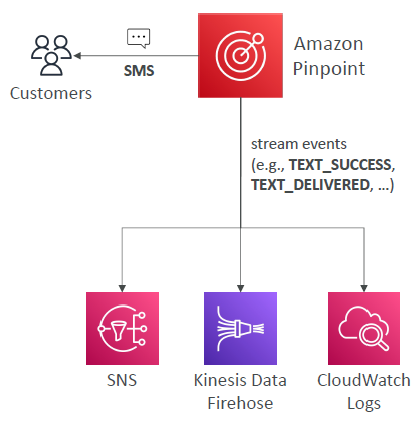 Amazon
Pinpoint
SMS
Customers
stream events
(e.g., TEXT_SUCCESS,
TEXT_DELIVERED, ...)
SNS
Kinesis Data
Firehose
CloudWatch
Logs